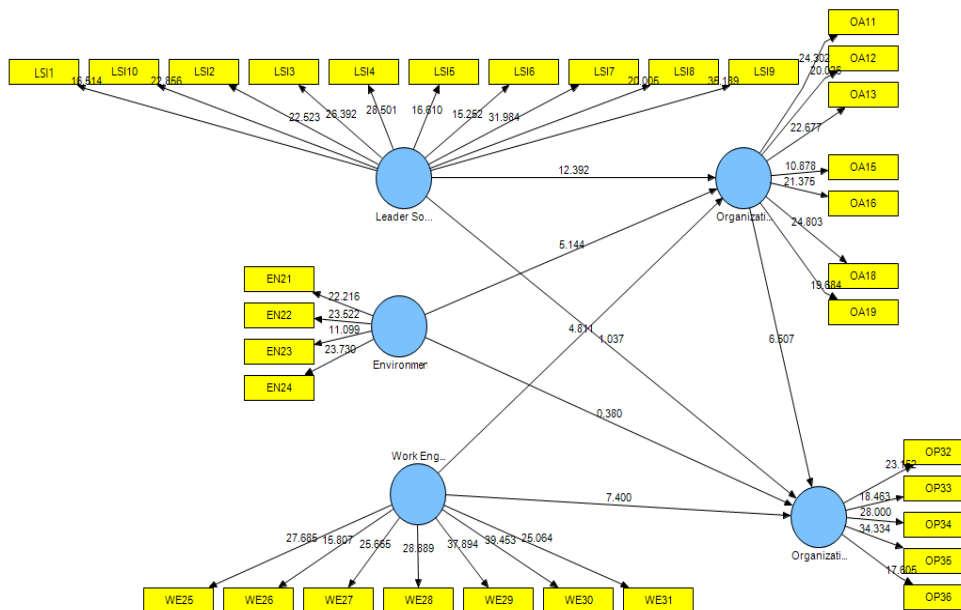 OA11
LSI1
LSI10
LSI2
LSI3
LSI4
LSI5
LSI6
LSI7
LSI8
LSI9
24.302
OA12
20.026
16.514
22.856
22.523
26.392
28.501
16.610
15.252
31.984
20.005
35.189
OA13
22.677
10.878
OA15
12.392
21.375
OA16
Leader So...
Organizati...
24.803
5.144
OA18
19.684
OA19
EN21
22.216
EN22
23.522
11.099
EN23
23.730
EN24
Environmer
4.811
1.037
6.507
0.380
Work Eng...
OP32
23.152
OP33
18.463
7.400
28.000
OP34
34.334
OP35
Organizati...
17.605
OP36
27.685
15.807
25.665
28.889
37.894
39.453
25.064
WE25
WE26
WE27
WE28
WE29
WE30
WE31